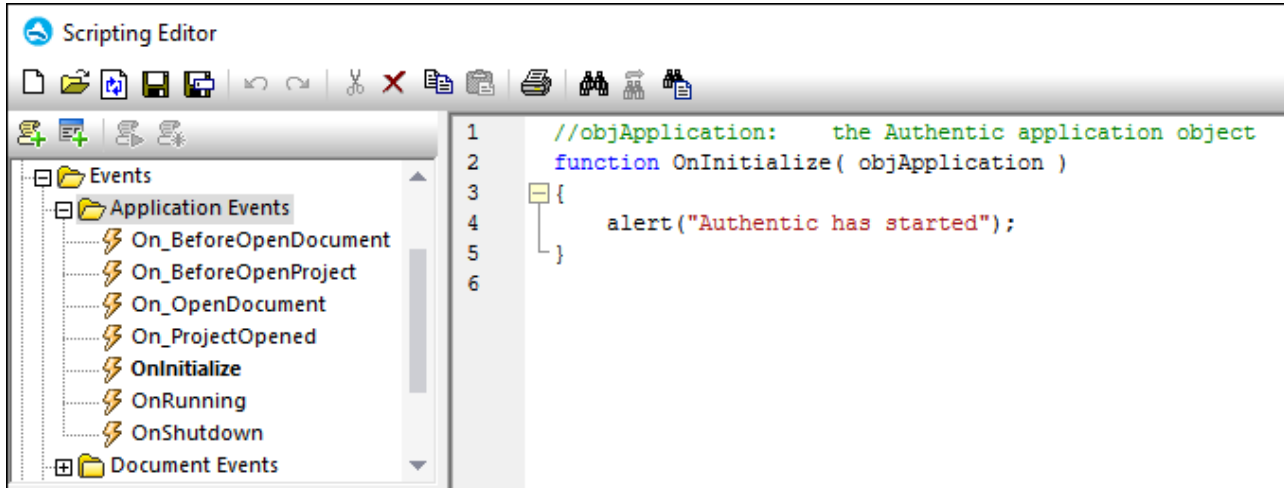 Scripting Editor
Events
Application Events
On_BeforeOpenDocument
On_BeforeOpenProject
On_OpenDocument
On_ProjectOpened
OnInitialize
OnRunning
OnShutdown
Document Events
1 //objApplication: the Authentic application object
2 function OnInitialize( objApplication )
3 {
4 alert("Authentic has started");
5 }
6